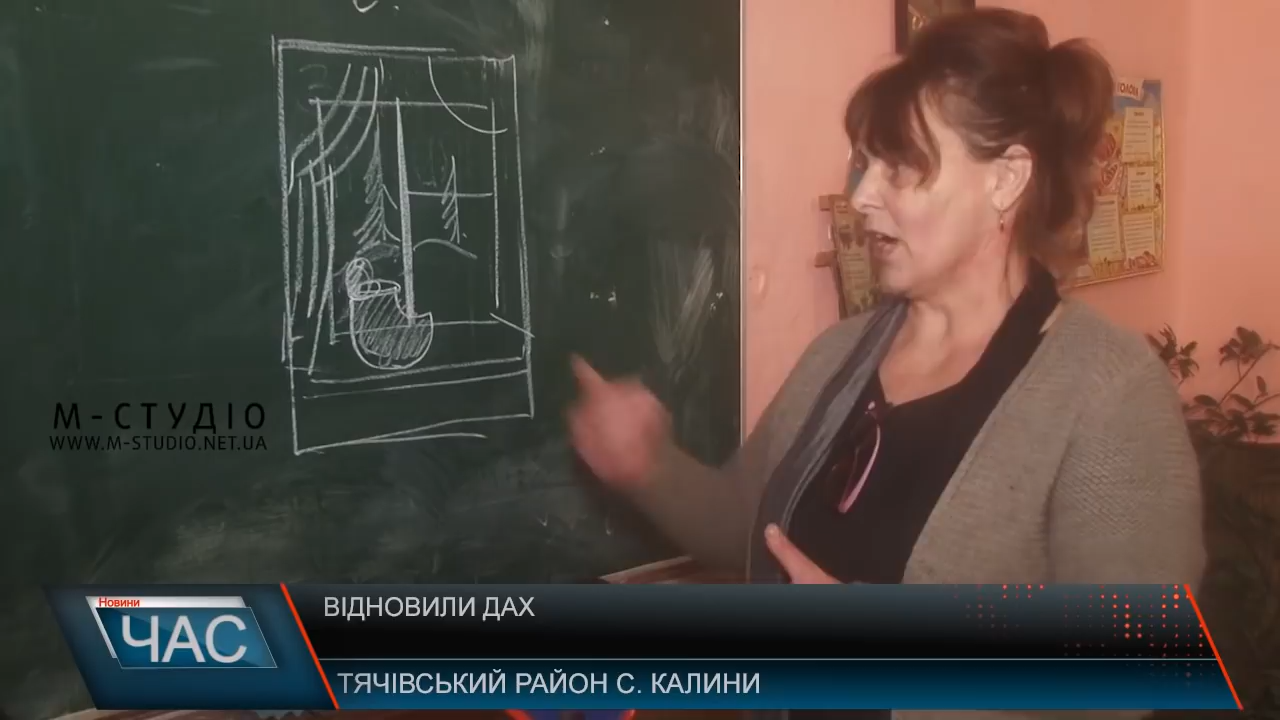 М-СТУДІО
WWW.M-STUDIO.NET.UA
Новини
ЧАС
ВІДНОВИЛИ ДАХ
ТЯЧІВСЬКИЙ РАЙОН С. КАЛИНИ